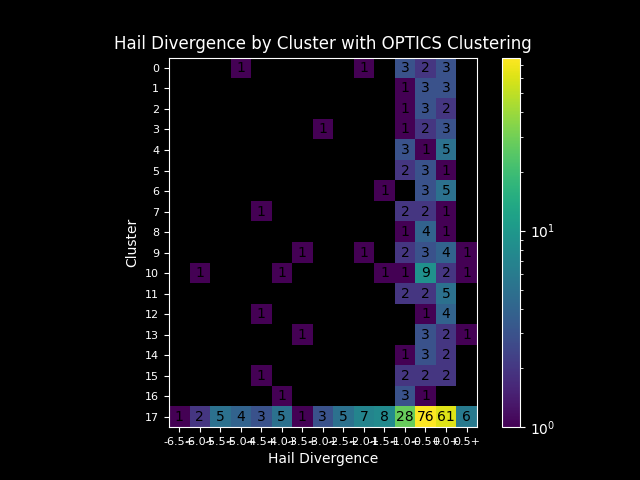 Hail Divergence by Cluster with OPTICS Clustering
0 1 1 3 2 3
1 1 3 3
2 1 3 2
3 1 1 2 3
4 3 1 5
5 2 3 1
6 1 3 5
7 1 2 2 1
8 1 4 1
10¹
9 1 1 2 3 4 1
10 1 1 1 1 9 2 1
11 2 2 5
12 1 1 4
13 1 3 2 1
14 1 3 2
15 1 2 2 2
16 1 3 1
17 1 2 5 4 3 5 1 3 5 7 8 28 76 61 6
10⁰
-6.5+ -6.0+ -5.5+ -5.0+ -4.5+ -4.0+ -3.5+ -3.0+ -2.5+ -2.0+ -1.5+ -1.0+ -0.5+ 0.0+ 0.5+
Hail Divergence
Cluster